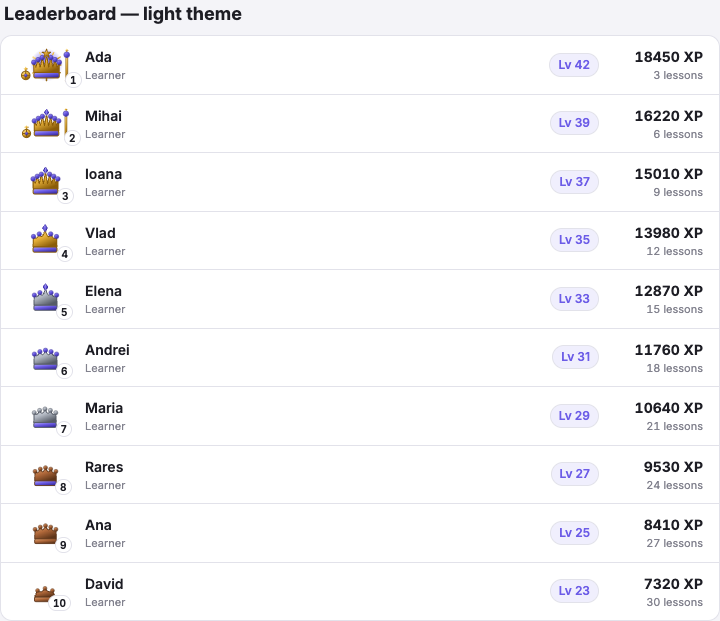 Leaderboard — light theme
1
Ada
Learner
Lv 42
18450 XP
3 lessons
2
Mihai
Learner
Lv 39
16220 XP
6 lessons
3
Ioana
Learner
Lv 37
15010 XP
9 lessons
4
Vlad
Learner
Lv 35
13980 XP
12 lessons
5
Elena
Learner
Lv 33
12870 XP
15 lessons
6
Andrei
Learner
Lv 31
11760 XP
18 lessons
7
Maria
Learner
Lv 29
10640 XP
21 lessons
8
Rares
Learner
Lv 27
9530 XP
24 lessons
9
Ana
Learner
Lv 25
8410 XP
27 lessons
10
David
Learner
Lv 23
7320 XP
30 lessons